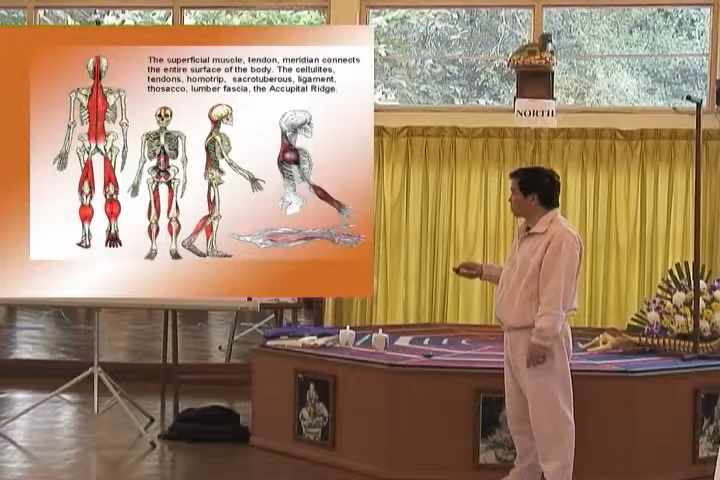 The superficial muscle, tendon, meridian connects
the entire surface of the body. The cellulites,
tendons, homotrip, sacrotuberous, ligament,
thosacco, lumber fascia, the Accupital Ridge.
NORTH